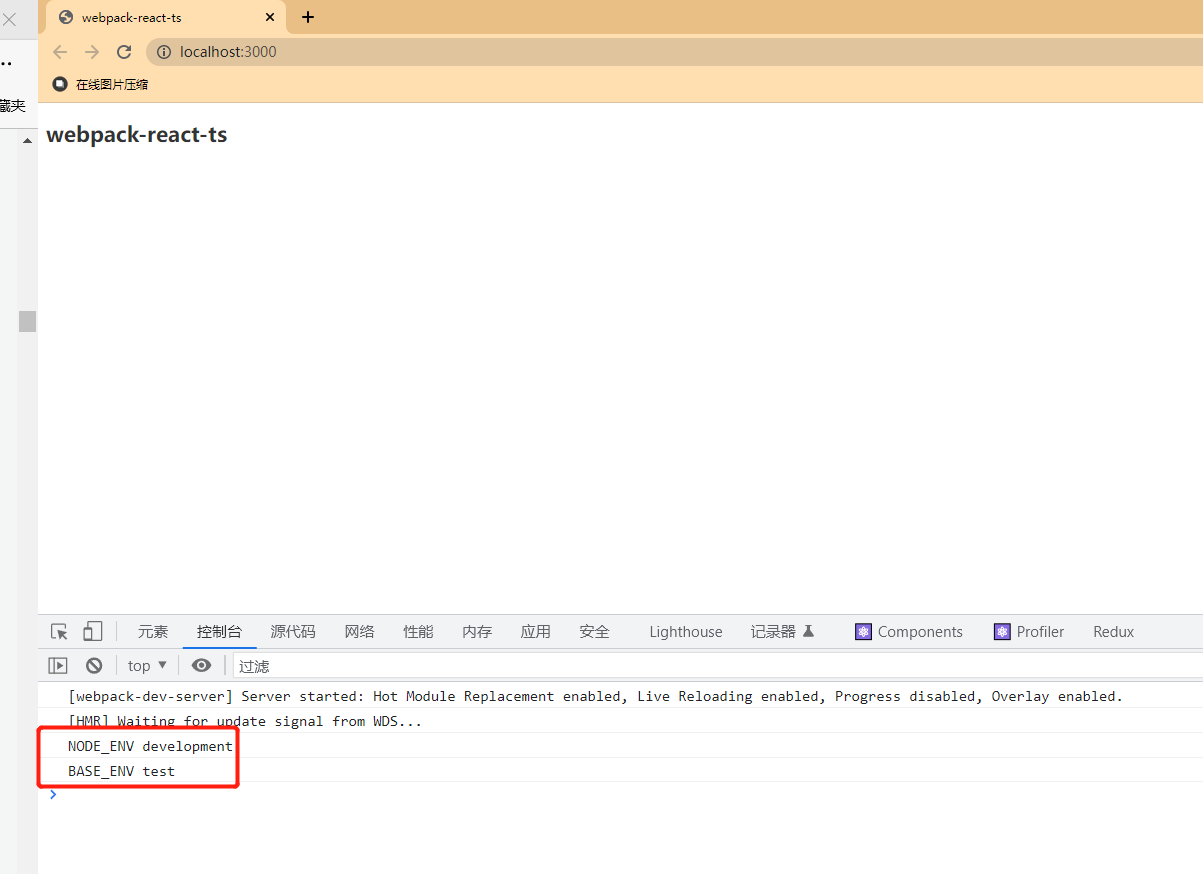 webpack-react-ts
localhost:3000
在线图片压缩
藏夹
webpack-react-ts
元素 控制台 源代码 网络 性能 内存 应用 安全 Lighthouse 记录器 Components Profiler Redux
top 过滤
[webpack-dev-server] Server started: Hot Module Replacement enabled, Live Reloading enabled, Progress disabled, Overlay enabled.
[HMR] Waiting for update signal from WDS...
NODE_ENV development
BASE_ENV test